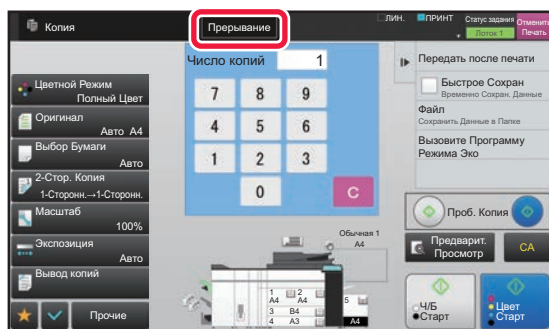 Копия
Прерывание
ЛИН.
ПРИНТ
Статус задания
Лоток 1
Отменить
Печать
Число копий
1
7
8
9
4
5
6
1
2
3
0
C
Цветной Режим
Полный Цвет
Оригинал
Авто A4
Выбор Бумаги
Авто
2-Стор. Копия
1-Сторонн.→1-Сторонн.
Масштаб
100%
Экспозиция
Авто
Вывод копий
Прочие
Обычная 1
A4
1
A4
2
A4
3
B4
4
A3
5
A4
Передать после печати
Быстрое Сохран
Временно Сохран. Данные
Файл
Сохранить Данные в Папке
Вызовите Программу
Режима Эко
Проб. Копия
Предварит.
Просмотр
CA
Ч/Б
Старт
Цвет
Старт